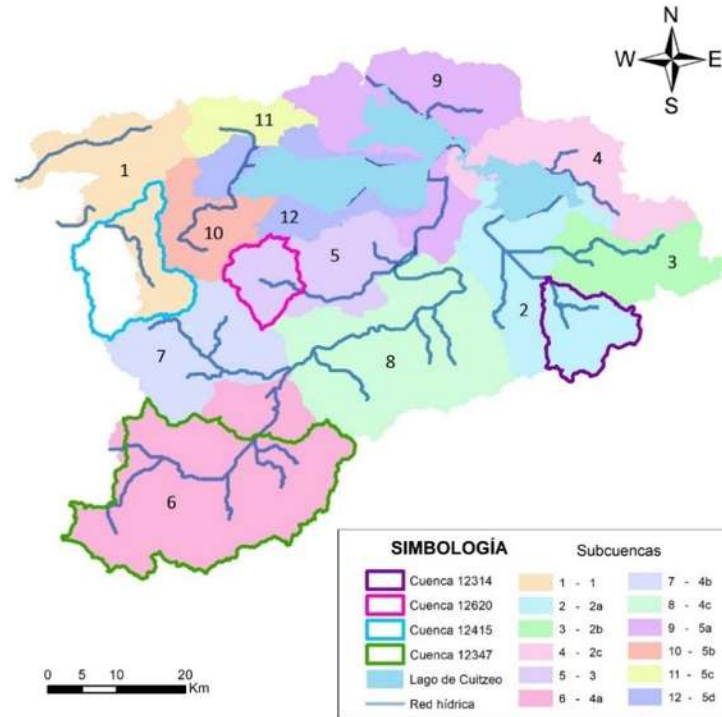 N
W E
S
9
11
4
1
12
10
5
3
2
7
8
6
SIMBOLOGÍA
Cuenca 12314
Cuenca 12620
Cuenca 12415
Cuenca 12347
Lago de Cuitzeo
Red hídrica
Subcuencas
1 - 1
2 - 2a
3 - 2b
4 - 2c
5 - 3
6 - 4a
7 - 4b
8 - 4c
9 - 5a
10 - 5b
11 - 5c
12 - 5d
0 5 10 20
Km